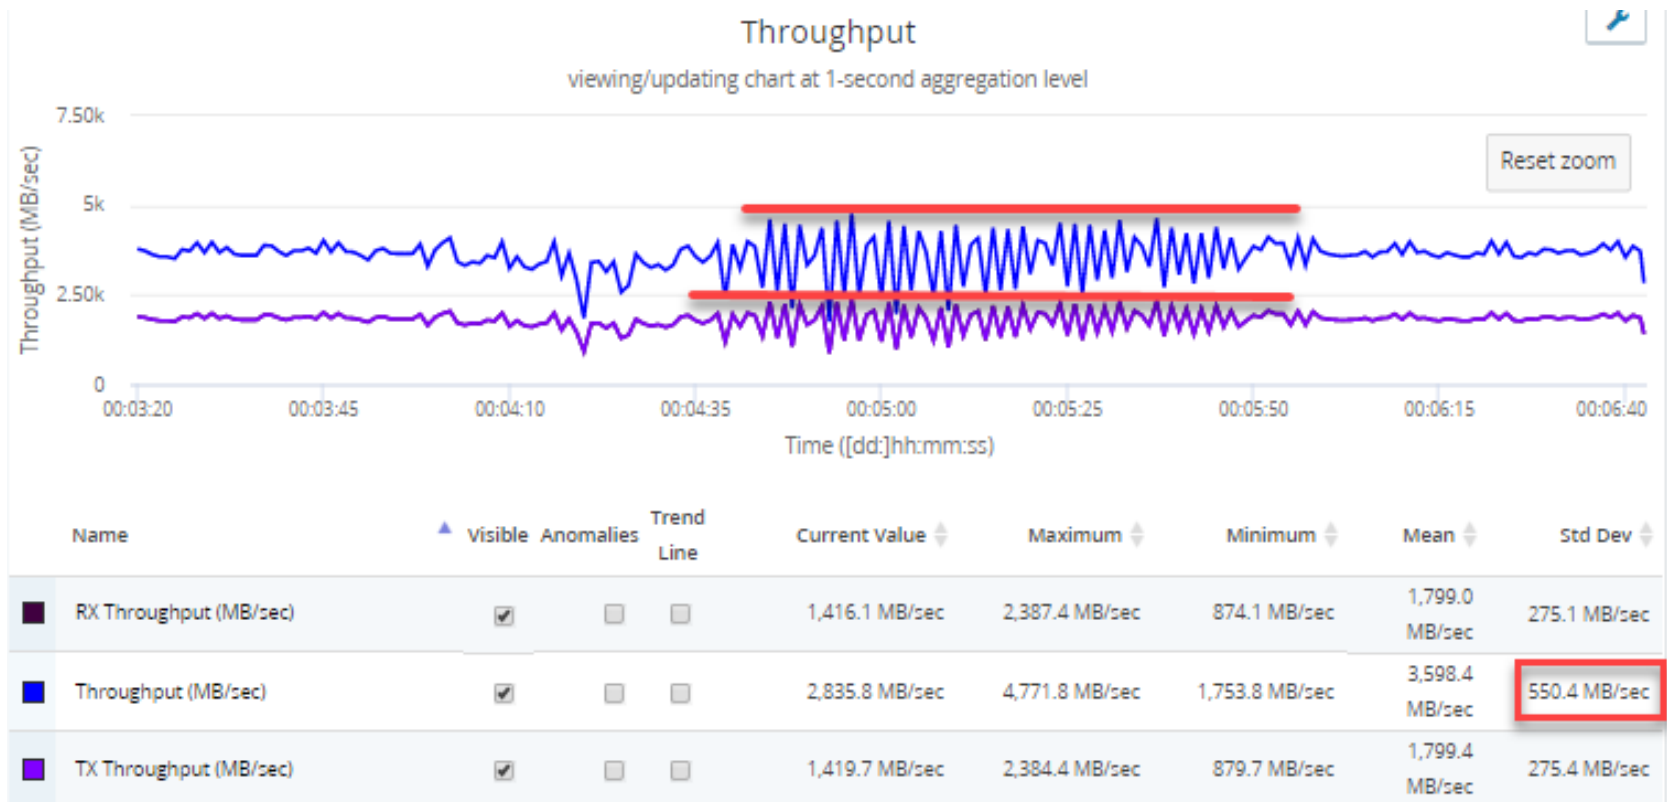 Throughput
viewing/updating chart at 1-second aggregation level
7.50k
Reset zoom
5k
2.50k
0
Throughput (MB/sec)
00:03:20 00:03:45 00:04:10 00:04:35 00:05:00 00:05:25 00:05:50 00:06:15 00:06:40
Time ([dd:]hh:mm:ss)
Name Visible Anomalies Trend Line Current Value Maximum Minimum Mean Std Dev
RX Throughput (MB/sec) 1,416.1 MB/sec 2,387.4 MB/sec 874.1 MB/sec 1,799.0 MB/sec 275.1 MB/sec
Throughput (MB/sec) 2,835.8 MB/sec 4,771.8 MB/sec 1,753.8 MB/sec 3,598.4 MB/sec 550.4 MB/sec
TX Throughput (MB/sec) 1,419.7 MB/sec 2,384.4 MB/sec 879.7 MB/sec 1,799.4 MB/sec 275.4 MB/sec